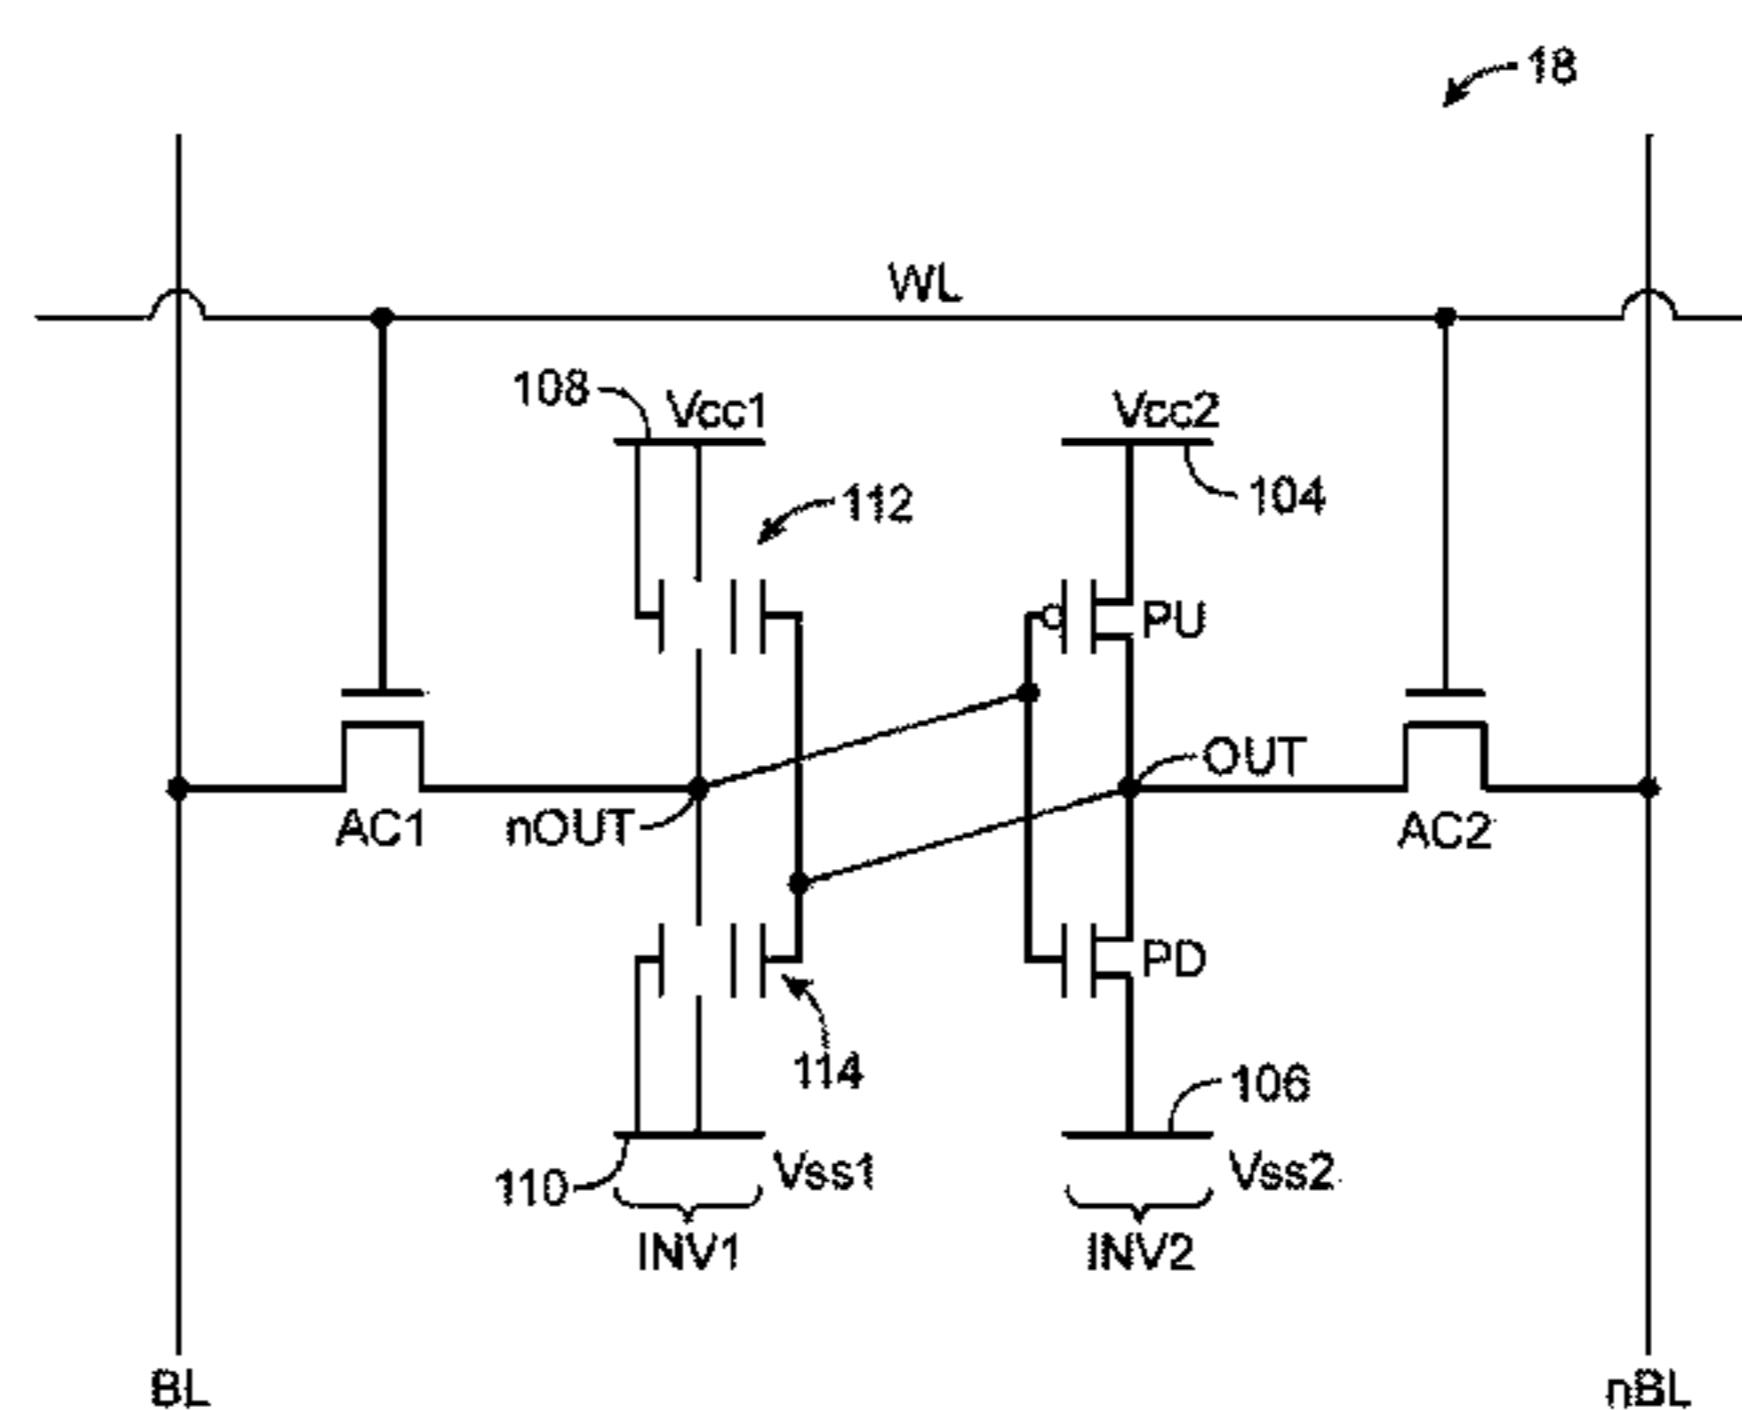 18
WL
108
Vcc1
Vcc2
104
112
PU
OUT
AC1
nOUT
AC2
PD
114
106
110
Vss1
Vss2
INV1
INV2
BL
nBL